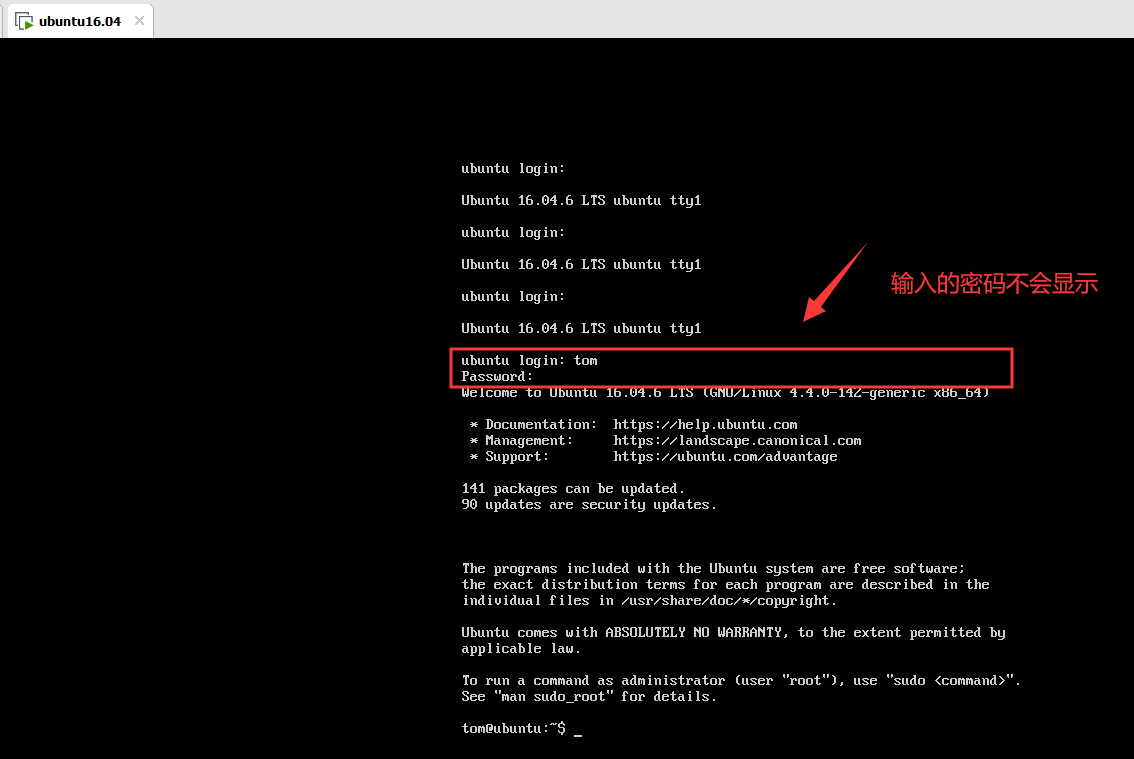 ubuntu16.04
ubuntu login:
Ubuntu 16.04.6 LTS ubuntu tty1
ubuntu login:
Ubuntu 16.04.6 LTS ubuntu tty1
ubuntu login:
输入的密码不会显示
Ubuntu 16.04.6 LTS ubuntu tty1
ubuntu login: tom
Password:
Welcome to Ubuntu 16.04.6 LTS (GNU/Linux 4.4.0-142-generic x86_64)
* Documentation:  https://help.ubuntu.com
* Management:     https://landscape.canonical.com
* Support:        https://ubuntu.com/advantage
141 packages can be updated.
90 updates are security updates.
The programs included with the Ubuntu system are free software;
the exact distribution terms for each program are described in the
individual files in /usr/share/doc/*/copyright.
Ubuntu comes with ABSOLUTELY NO WARRANTY, to the extent permitted by
applicable law.
To run a command as administrator (user "root"), use "sudo <command>".
See "man sudo_root" for details.
tom@ubuntu:~$ _